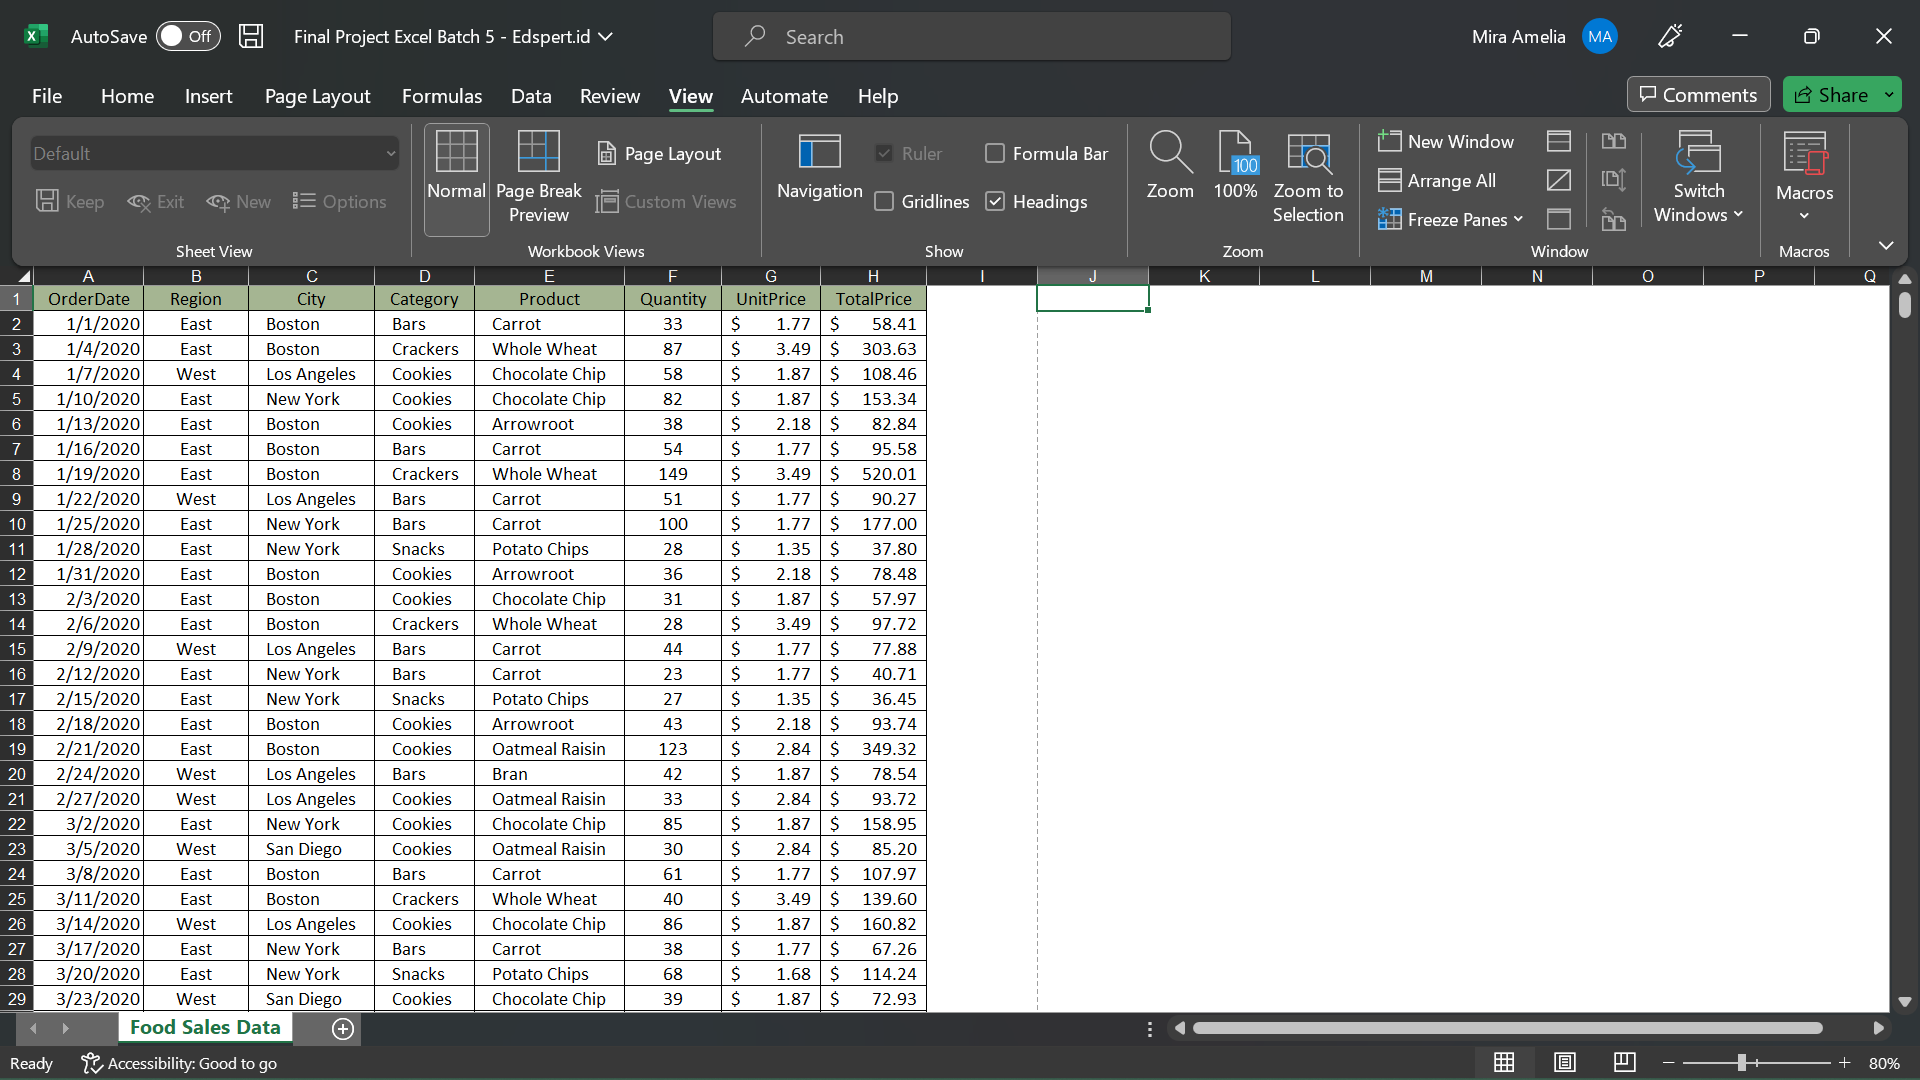 AutoSave Off Final Project Excel Batch 5 - Edspert.id Search Mira Amelia MA
File Home Insert Page Layout Formulas Data Review View Automate Help Comments Share
Default Normal Page Break Preview Page Layout Custom Views Navigation Ruler Formula Bar Gridlines Headings Zoom 100 100% Zoom to Selection New Window Arrange All Freeze Panes Switch Windows Macros
Keep Exit New Options
Sheet View Workbook Views Show Zoom Window Macros
A B C D E F G H I J K L M N O P Q
1 OrderDate Region City Category Product Quantity UnitPrice TotalPrice
2 1/1/2020 East Boston Bars Carrot 33 $ 1.77 $ 58.41
3 1/4/2020 East Boston Crackers Whole Wheat 87 $ 3.49 $ 303.63
4 1/7/2020 West Los Angeles Cookies Chocolate Chip 58 $ 1.87 $ 108.46
5 1/10/2020 East New York Cookies Chocolate Chip 82 $ 1.87 $ 153.34
6 1/13/2020 East Boston Cookies Arrowroot 38 $ 2.18 $ 82.84
7 1/16/2020 East Boston Bars Carrot 54 $ 1.77 $ 95.58
8 1/19/2020 East Boston Crackers Whole Wheat 149 $ 3.49 $ 520.01
9 1/22/2020 West Los Angeles Bars Carrot 51 $ 1.77 $ 90.27
10 1/25/2020 East New York Bars Carrot 100 $ 1.77 $ 177.00
11 1/28/2020 East New York Snacks Potato Chips 28 $ 1.35 $ 37.80
12 1/31/2020 East Boston Cookies Arrowroot 36 $ 2.18 $ 78.48
13 2/3/2020 East Boston Cookies Chocolate Chip 31 $ 1.87 $ 57.97
14 2/6/2020 East Boston Crackers Whole Wheat 28 $ 3.49 $ 97.72
15 2/9/2020 West Los Angeles Bars Carrot 44 $ 1.77 $ 77.88
16 2/12/2020 East New York Bars Carrot 23 $ 1.77 $ 40.71
17 2/15/2020 East New York Snacks Potato Chips 27 $ 1.35 $ 36.45
18 2/18/2020 East Boston Cookies Arrowroot 43 $ 2.18 $ 93.74
19 2/21/2020 East Boston Cookies Oatmeal Raisin 123 $ 2.84 $ 349.32
20 2/24/2020 West Los Angeles Bars Bran 42 $ 1.87 $ 78.54
21 2/27/2020 West Los Angeles Cookies Oatmeal Raisin 33 $ 2.84 $ 93.72
22 3/2/2020 East New York Cookies Chocolate Chip 85 $ 1.87 $ 158.95
23 3/5/2020 West San Diego Cookies Oatmeal Raisin 30 $ 2.84 $ 85.20
24 3/8/2020 East Boston Bars Carrot 61 $ 1.77 $ 107.97
25 3/11/2020 East Boston Crackers Whole Wheat 40 $ 3.49 $ 139.60
26 3/14/2020 West Los Angeles Cookies Chocolate Chip 86 $ 1.87 $ 160.82
27 3/17/2020 East New York Bars Carrot 38 $ 1.77 $ 67.26
28 3/20/2020 East New York Snacks Potato Chips 68 $ 1.68 $ 114.24
29 3/23/2020 West San Diego Cookies Chocolate Chip 39 $ 1.87 $ 72.93
Food Sales Data
Ready Accessibility: Good to go 80%